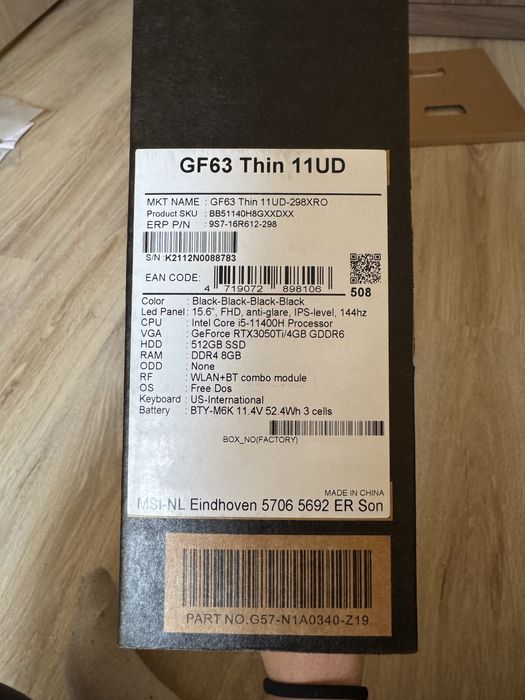 GF63 Thin 11UD
MKT NAME : GF63 Thin 11UD-298XRO
Product SKU : BB51140H8GXXDXX
ERP P/N : 9S7-16R612-298
S/N :K2112N0088783
EAN CODE: 4 719072 898106
508
Color : Black-Black-Black-Black
Led Panel : 15.6", FHD, anti-glare, IPS-level, 144hz
CPU : Intel Core i5-11400H Processor
VGA : GeForce RTX3050Ti/4GB GDDR6
HDD : 512GB SSD
RAM : DDR4 8GB
ODD : None
RF : WLAN+BT combo module
OS : Free Dos
Keyboard : US-International
Battery : BTY-M6K 11.4V 52.4Wh 3 cells
BOX_NO(FACTORY)
MADE IN CHINA
MSI-NL Eindhoven 5706 5692 ER Son
PART NO.G57-N1A0340-Z19